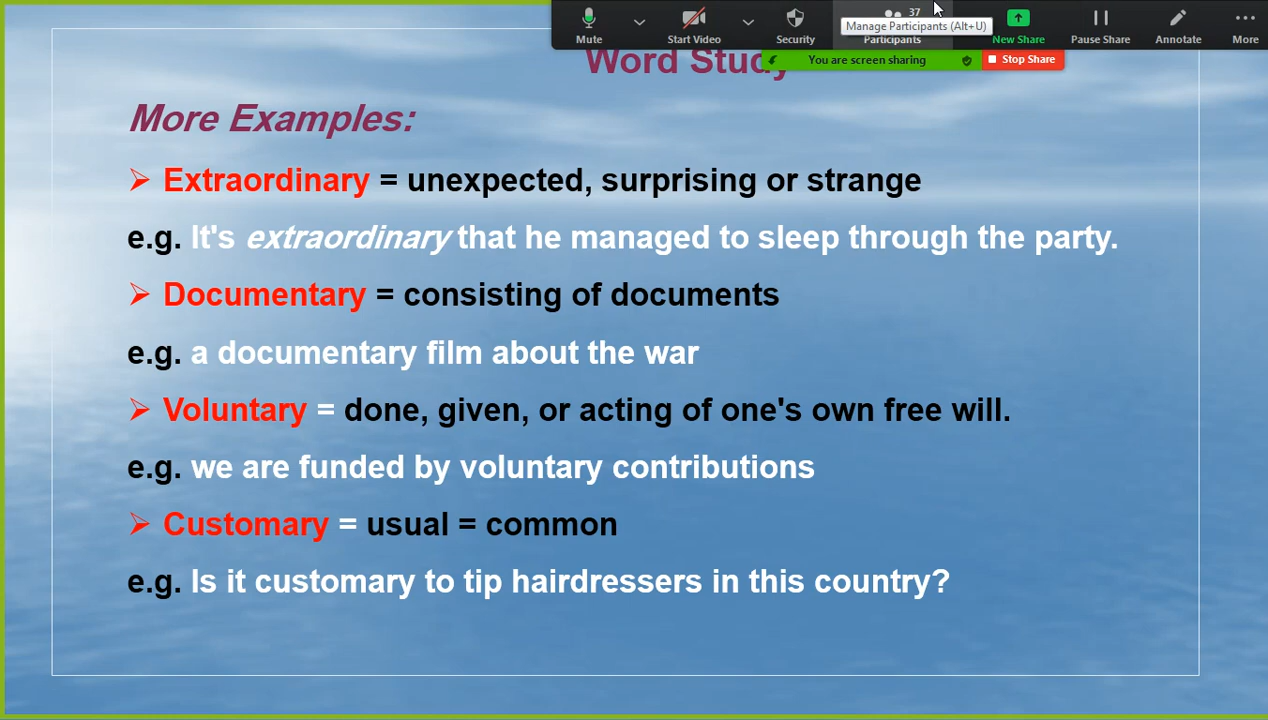 37
Manage Participants (Alt+U)
Mute
Start Video
Security
Participants
New Share
Pause Share
Annotate
More
You are screen sharing
Stop Share
Word Study
More Examples:
Extraordinary = unexpected, surprising or strange
e.g. It's extraordinary that he managed to sleep through the party.
Documentary = consisting of documents
e.g. a documentary film about the war
Voluntary = done, given, or acting of one's own free will.
e.g. we are funded by voluntary contributions
Customary = usual = common
e.g. Is it customary to tip hairdressers in this country?